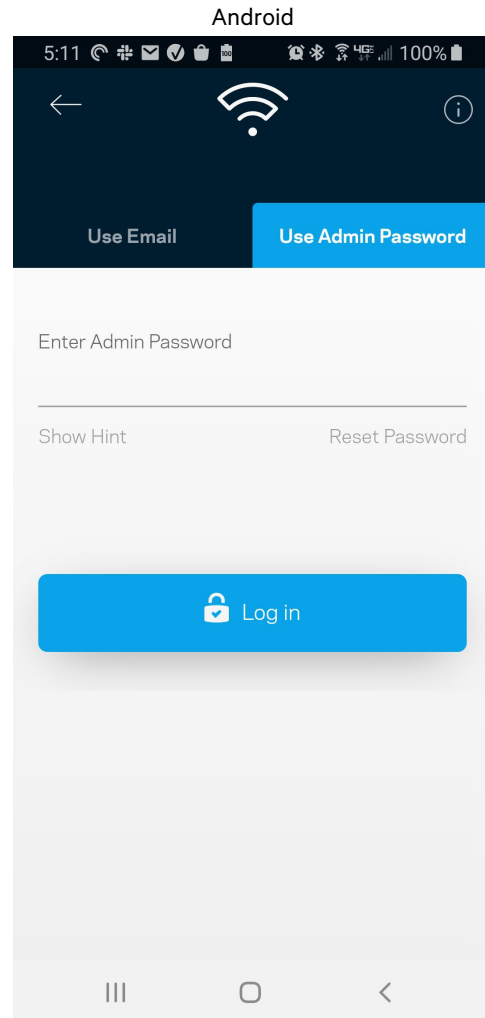 Android
5:11 100%
Use Email Use Admin Password
Enter Admin Password
Show Hint Reset Password
Log in